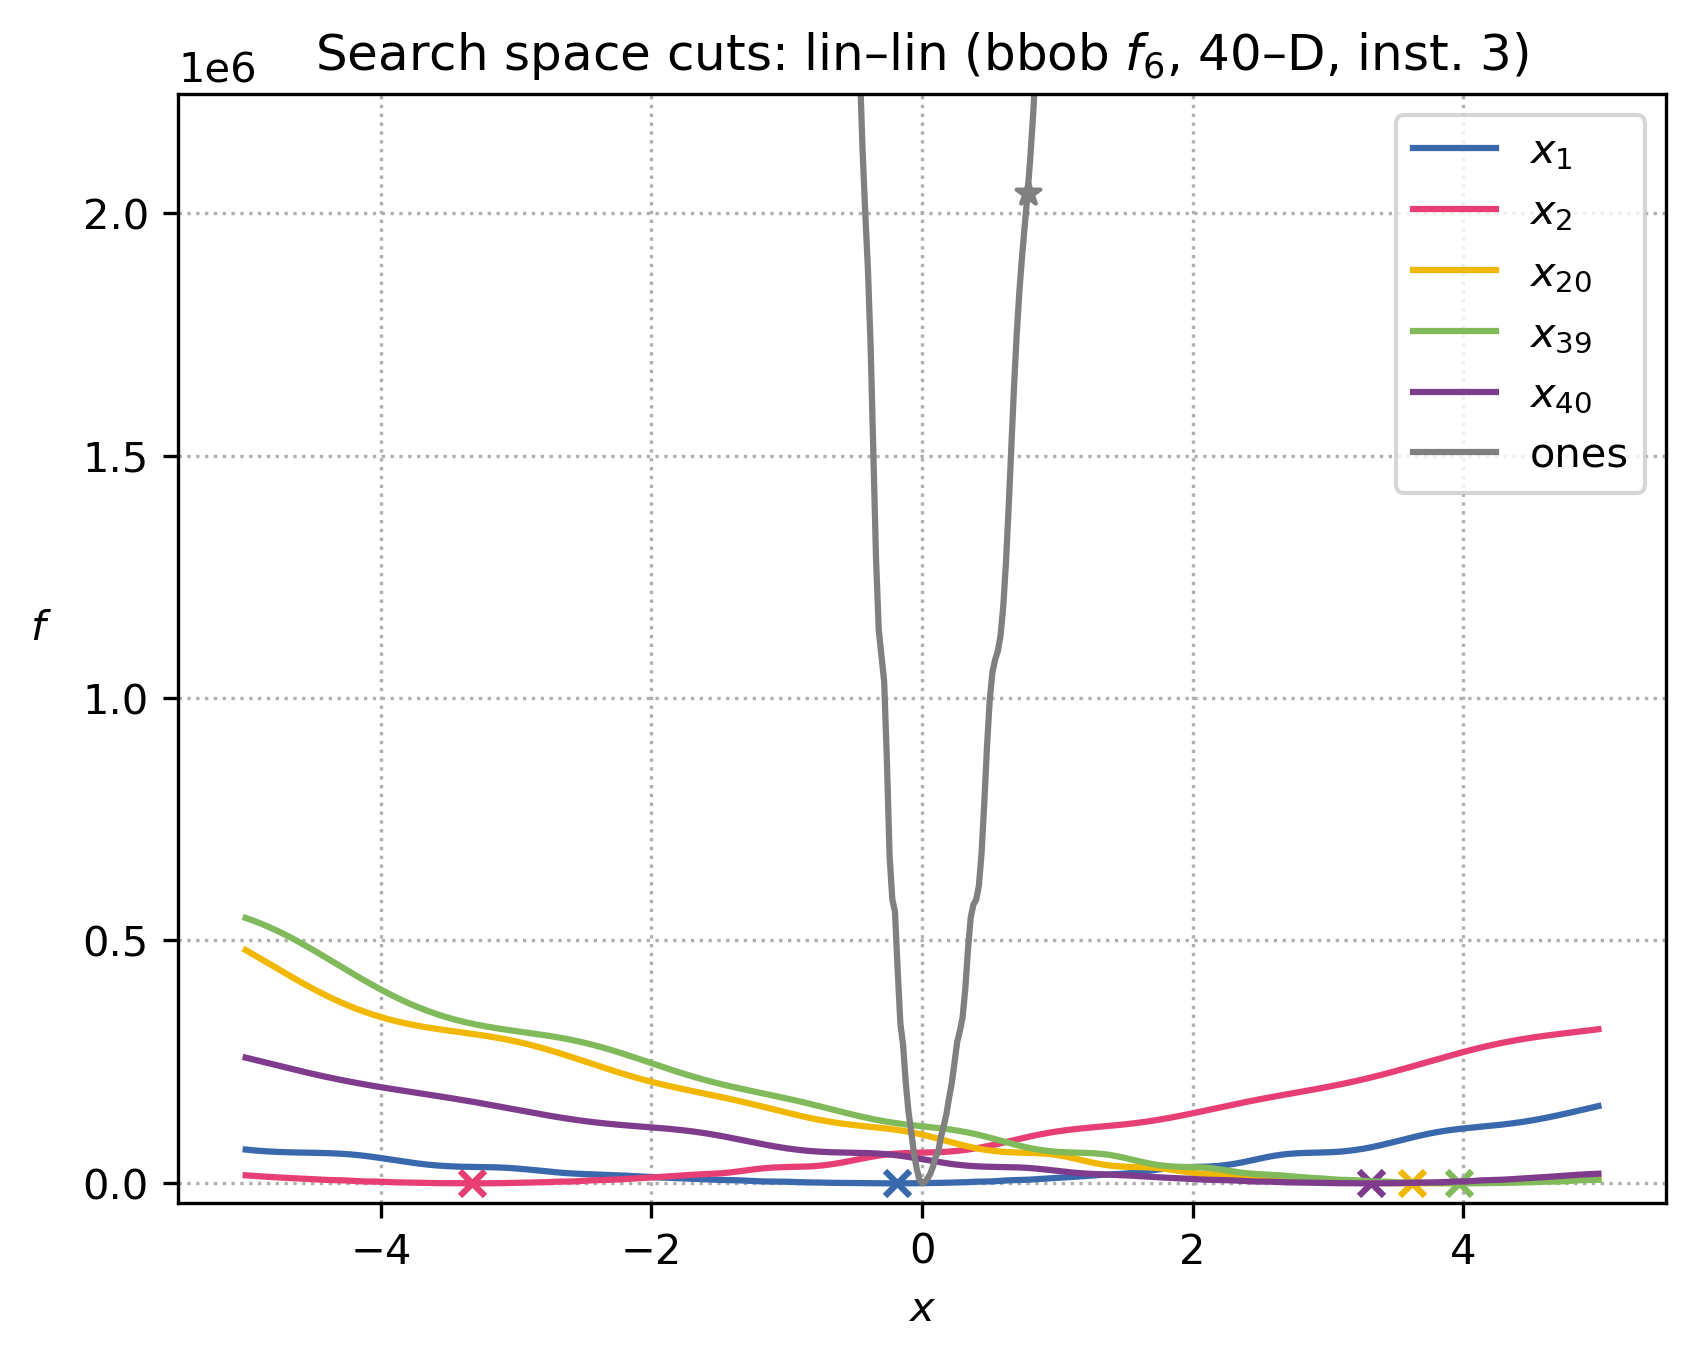 Search space cuts: lin–lin (bbob f₆, 40–D, inst. 3)
1e6
2.0
1.5
1.0
0.5
0.0
f
−4
−2
0
2
4
x
x₁
x₂
x₂₀
x₃₉
x₄₀
ones